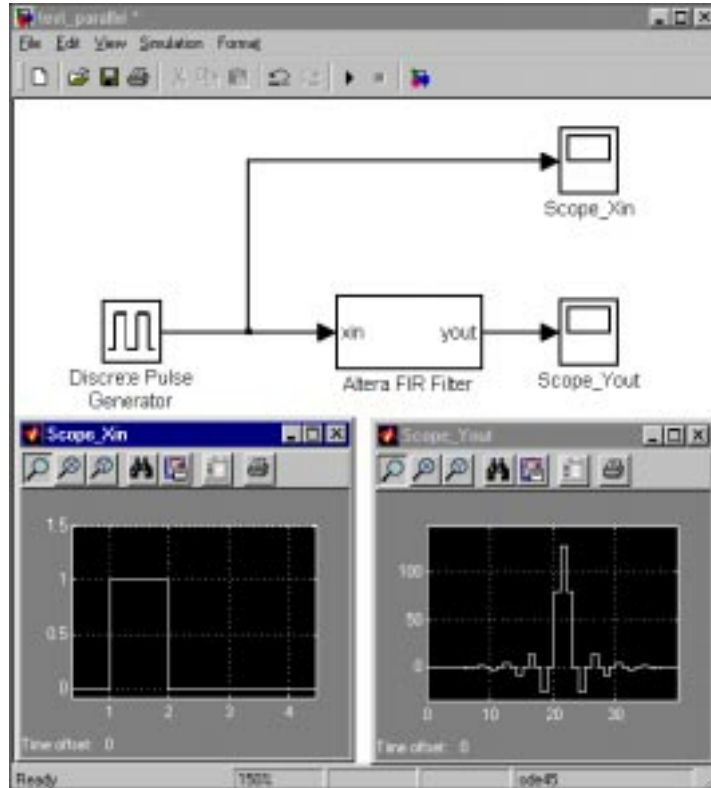 test_parallel *
File Edit View Simulation Format
Scope_Xin
xin yout
Discrete Pulse
Generator
Altera FIR Filter
Scope_Yout
Scope_Xin
1.5
1
0.5
0
1 2 3 4
Time offset: 0
Scope_Yout
100
50
0
0 10 20 30
Time offset: 0
Ready 150% ode45